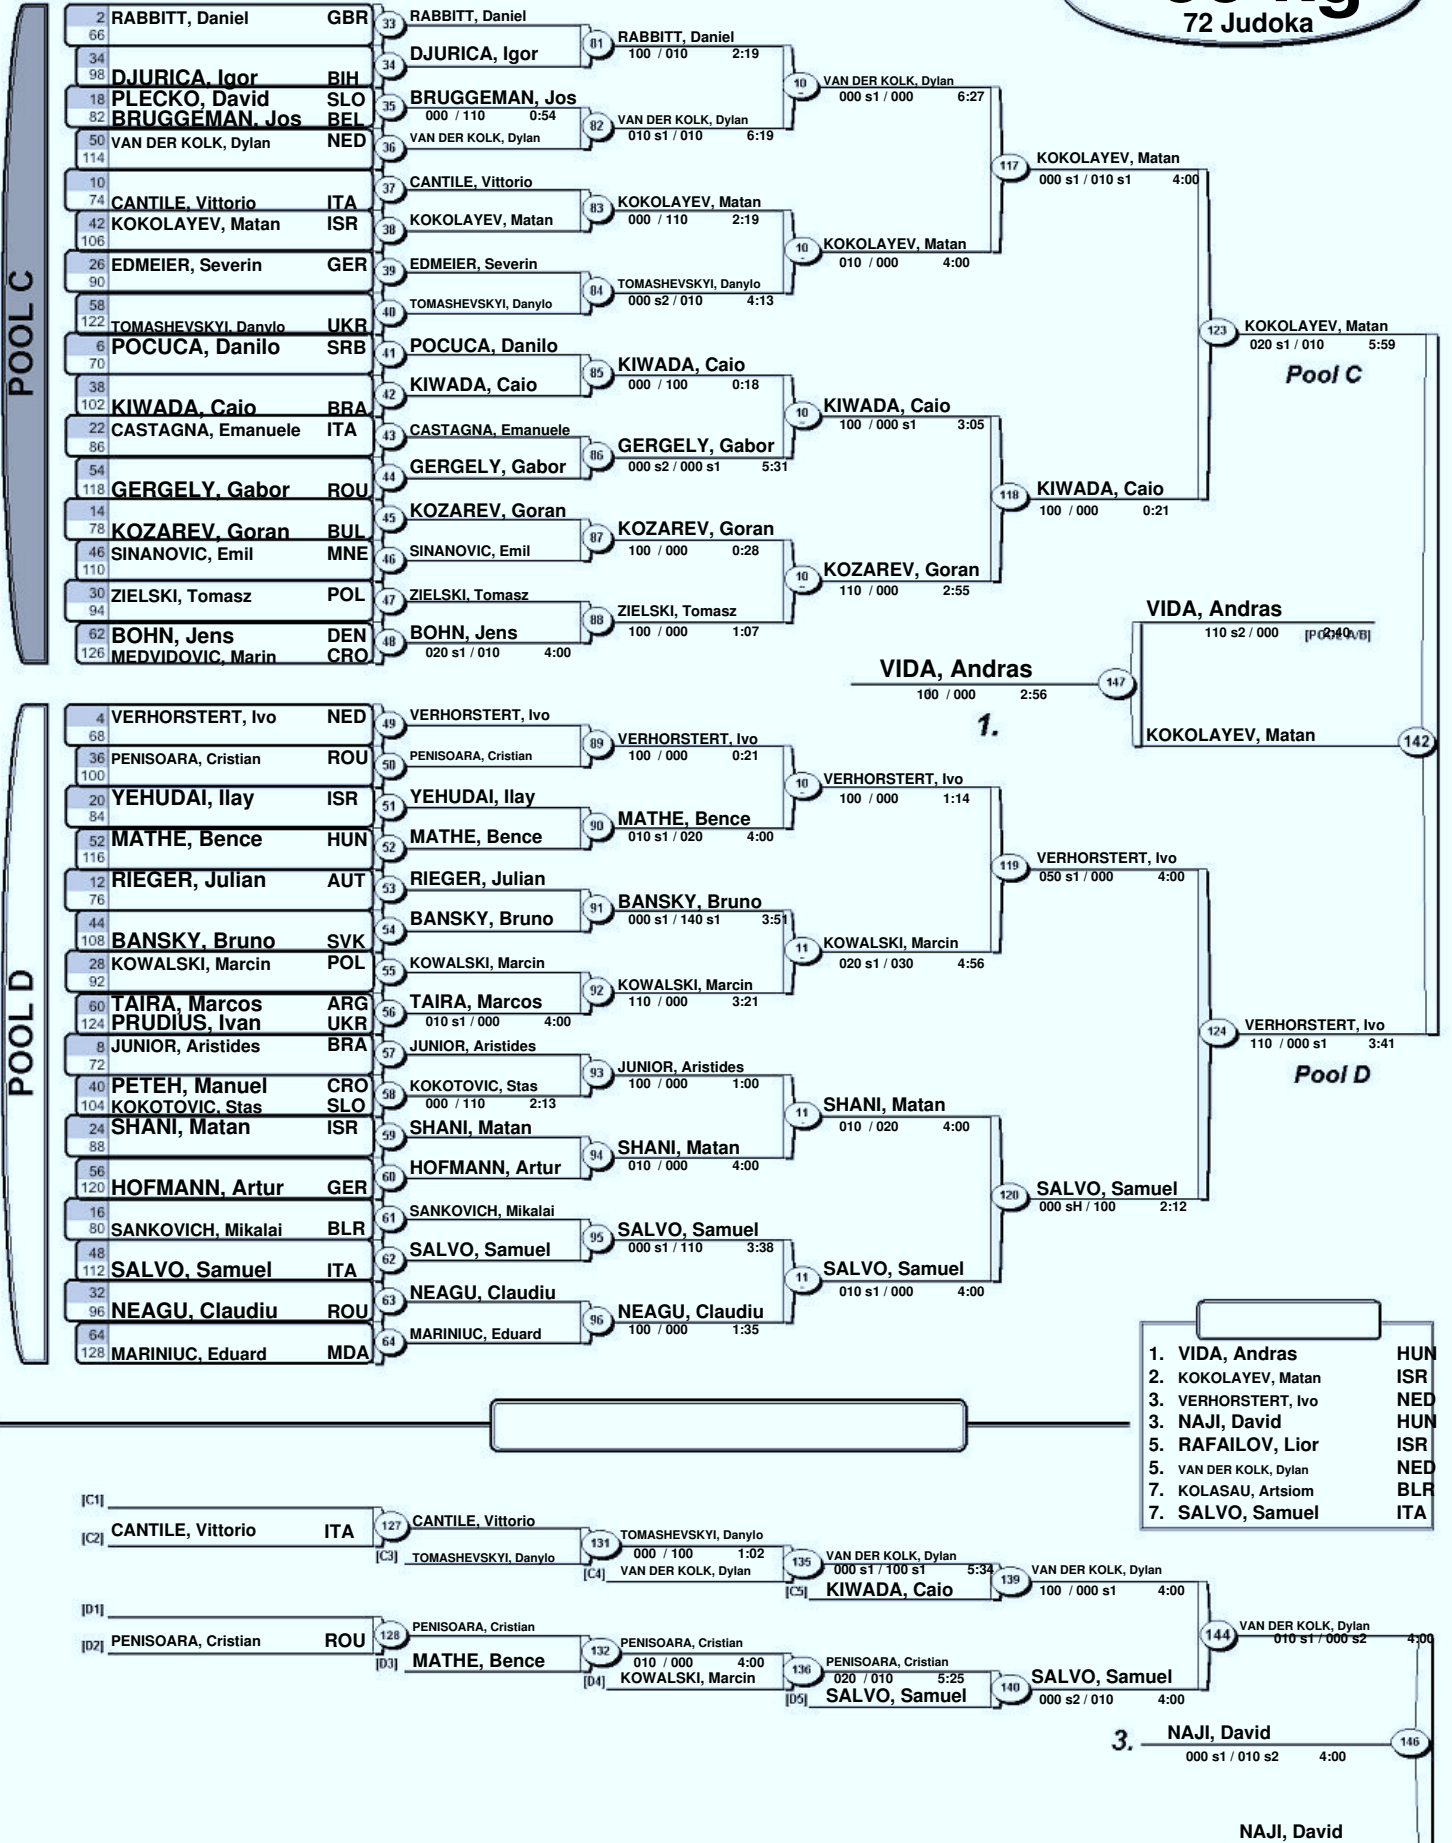 72 Judoka
POOL C
2 RABBITT, Daniel GBR
66
34
98 DJURICA, Igor BIH
18 PLECKO, David SLO
82 BRUGGEMAN, Jos BEL
50 VAN DER KOLK, Dylan NED
114
10
74 CANTILE, Vittorio ITA
42 KOKOLAYEV, Matan ISR
106
26 EDMEIER, Severin GER
90
58
122 TOMASHEVSKYI, Danylo UKR
6 POCUCA, Danilo SRB
70
38
102 KIWADA, Caio BRA
22 CASTAGNA, Emanuele ITA
86
54
118 GERGELY, Gabor ROU
14
78 KOZAREV, Goran BUL
46 SINANOVIC, Emil MNE
110
30 ZIELSKI, Tomasz POL
94
62 BOHN, Jens DEN
126 MEDVIDOVIC, Marin CRO
33 RABBITT, Daniel
34 DJURICA, Igor
35 BRUGGEMAN, Jos
000 / 110 0:54
36 VAN DER KOLK, Dylan
37 CANTILE, Vittorio
38 KOKOLAYEV, Matan
39 EDMEIER, Severin
40 TOMASHEVSKYI, Danylo
41 POCUCA, Danilo
42 KIWADA, Caio
43 CASTAGNA, Emanuele
44 GERGELY, Gabor
45 KOZAREV, Goran
46 SINANOVIC, Emil
47 ZIELSKI, Tomasz
48 BOHN, Jens
020 s1 / 010 4:00
81 RABBITT, Daniel
100 / 010 2:19
82 VAN DER KOLK, Dylan
010 s1 / 010 6:19
83 KOKOLAYEV, Matan
000 / 110 2:19
84 TOMASHEVSKYI, Danylo
000 s2 / 010 4:13
85 KIWADA, Caio
000 / 100 0:18
86 GERGELY, Gabor
000 s2 / 000 s1 5:31
87 KOZAREV, Goran
100 / 000 0:28
88 ZIELSKI, Tomasz
100 / 000 1:07
10 VAN DER KOLK, Dylan
000 s1 / 000 6:27
10 KOKOLAYEV, Matan
010 / 000 4:00
10 KIWADA, Caio
100 / 000 s1 3:05
10 KOZAREV, Goran
110 / 000 2:55
117 KOKOLAYEV, Matan
000 s1 / 010 s1 4:00
118 KIWADA, Caio
100 / 000 0:21
123 KOKOLAYEV, Matan
020 s1 / 010 5:59
Pool C
VIDA, Andras
110 s2 / 000 2:40
[POOL A/B]
VIDA, Andras 147
100 / 000 2:56
1.
KOKOLAYEV, Matan 142
POOL D
4 VERHORSTERT, Ivo NED
68
36 PENISOARA, Cristian ROU
100
20 YEHUDAI, Ilay ISR
84
52 MATHE, Bence HUN
116
12 RIEGER, Julian AUT
76
44
108 BANSKY, Bruno SVK
28 KOWALSKI, Marcin POL
92
60 TAIRA, Marcos ARG
124 PRUDIUS, Ivan UKR
8 JUNIOR, Aristides BRA
72
40 PETEH, Manuel CRO
104 KOKOTOVIC, Stas SLO
24 SHANI, Matan ISR
88
56
120 HOFMANN, Artur GER
16
80 SANKOVICH, Mikalai BLR
48
112 SALVO, Samuel ITA
32
96 NEAGU, Claudiu ROU
64
128 MARINIUC, Eduard MDA
49 VERHORSTERT, Ivo
50 PENISOARA, Cristian
51 YEHUDAI, Ilay
52 MATHE, Bence
53 RIEGER, Julian
54 BANSKY, Bruno
55 KOWALSKI, Marcin
56 TAIRA, Marcos
010 s1 / 000 4:00
57 JUNIOR, Aristides
58 KOKOTOVIC, Stas
000 / 110 2:13
59 SHANI, Matan
60 HOFMANN, Artur
61 SANKOVICH, Mikalai
62 SALVO, Samuel
63 NEAGU, Claudiu
64 MARINIUC, Eduard
89 VERHORSTERT, Ivo
100 / 000 0:21
90 MATHE, Bence
010 s1 / 020 4:00
91 BANSKY, Bruno
000 s1 / 140 s1 3:51
92 KOWALSKI, Marcin
110 / 000 3:21
93 JUNIOR, Aristides
100 / 000 1:00
94 SHANI, Matan
010 / 000 4:00
95 SALVO, Samuel
000 s1 / 110 3:38
96 NEAGU, Claudiu
100 / 000 1:35
10 VERHORSTERT, Ivo
100 / 000 1:14
11 KOWALSKI, Marcin
020 s1 / 030 4:56
11 SHANI, Matan
010 / 020 4:00
11 SALVO, Samuel
010 s1 / 000 4:00
119 VERHORSTERT, Ivo
050 s1 / 000 4:00
120 SALVO, Samuel
000 sH / 100 2:12
124 VERHORSTERT, Ivo
110 / 000 s1 3:41
Pool D
1. VIDA, Andras HUN
2. KOKOLAYEV, Matan ISR
3. VERHORSTERT, Ivo NED
3. NAJI, David HUN
5. RAFAILOV, Lior ISR
5. VAN DER KOLK, Dylan NED
7. KOLASAU, Artsiom BLR
7. SALVO, Samuel ITA
[C1]
[C2] CANTILE, Vittorio ITA
127 CANTILE, Vittorio
[C3] TOMASHEVSKYI, Danylo
131 TOMASHEVSKYI, Danylo
000 / 100 1:02
[C4] VAN DER KOLK, Dylan
135 VAN DER KOLK, Dylan
000 s1 / 100 s1 5:34
[C5] KIWADA, Caio
139 VAN DER KOLK, Dylan
100 / 000 s1 4:00
[D1]
[D2] PENISOARA, Cristian ROU
128 PENISOARA, Cristian
[D3] MATHE, Bence
132 PENISOARA, Cristian
010 / 000 4:00
[D4] KOWALSKI, Marcin
136 PENISOARA, Cristian
020 / 010 5:25
[D5] SALVO, Samuel
140 SALVO, Samuel
000 s2 / 010 4:00
144 VAN DER KOLK, Dylan
010 s1 / 000 s2 4:00
3. NAJI, David 146
000 s1 / 010 s2 4:00
NAJI, David